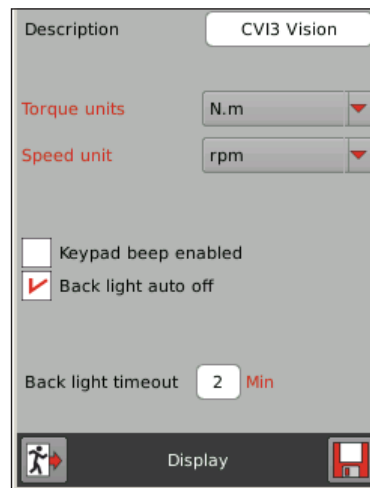 Description CVI3 Vision
Torque units N.m
Speed unit rpm
Keypad beep enabled
Back light auto off
Back light timeout 2 Min
Display